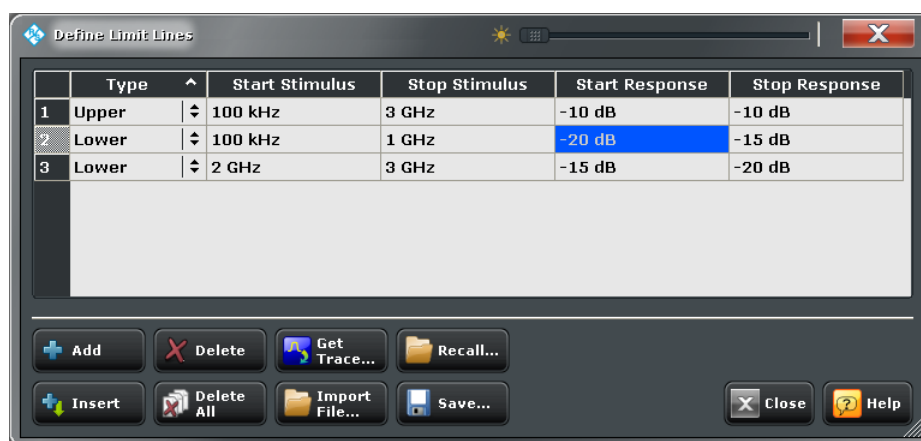 Define Limit Lines
Type Start Stimulus Stop Stimulus Start Response Stop Response
1 Upper 100 kHz 3 GHz -10 dB -10 dB
2 Lower 100 kHz 1 GHz -20 dB -15 dB
3 Lower 2 GHz 3 GHz -15 dB -20 dB
Add Delete Get Trace... Recall...
Insert Delete All Import File... Save... Close Help